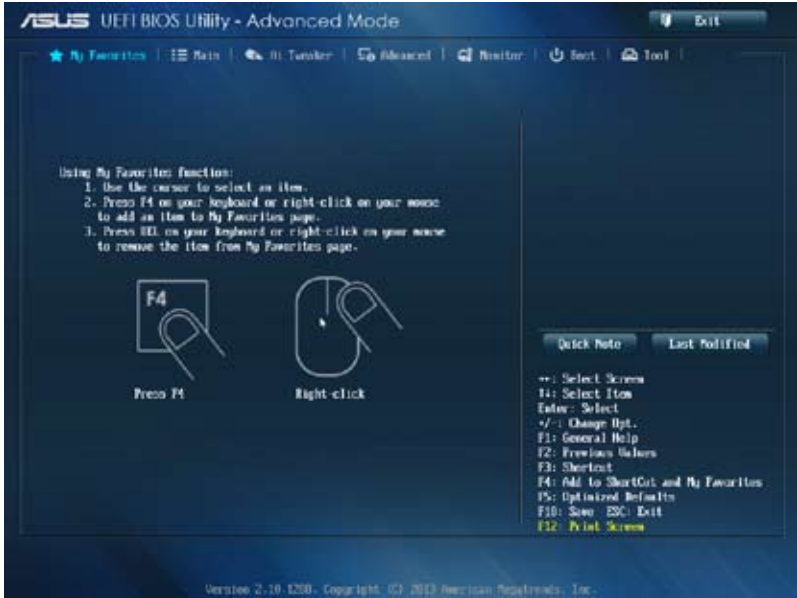 ASUS UEFI BIOS Utility - Advanced Mode
Exit
My Favorites | Main | Ai Tweaker | Advanced | Monitor | Boot | Tool
Using My Favorites function:
1. Use the cursor to select an item.
2. Press F4 on your keyboard or right-click on your mouse
to add an item to My Favorites page.
3. Press DEL on your keyboard or right-click on your mouse
to remove the item from My Favorites page.
F4
Press F4
Right-click
Quick Note
Last Modified
→←: Select Screen
↑↓: Select Item
Enter: Select
+/-: Change Opt.
F1: General Help
F2: Previous Values
F3: Shortcut
F4: Add to ShortCut and My Favorites
F5: Optimized Defaults
F10: Save ESC: Exit
F12: Print Screen
Version 2.10.1208. Copyright (C) 2013 American Megatrends, Inc.